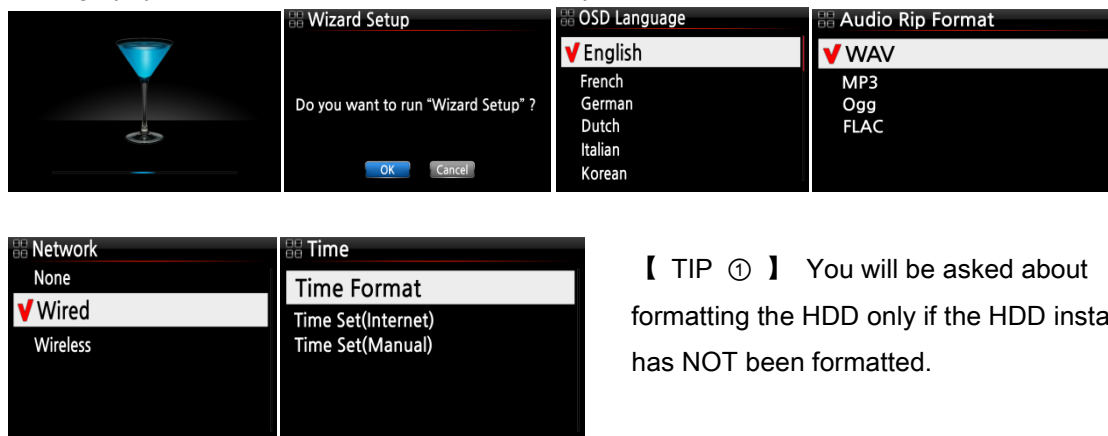 Wizard Setup
Do you want to run “Wizard Setup” ?
OK Cancel
OSD Language
English
French
German
Dutch
Italian
Korean
Audio Rip Format
WAV
MP3
Ogg
FLAC
Network
None
Wired
Wireless
Time
Time Format
Time Set(Internet)
Time Set(Manual)
【 TIP ① 】 You will be asked about
formatting the HDD only if the HDD
has NOT been formatted.